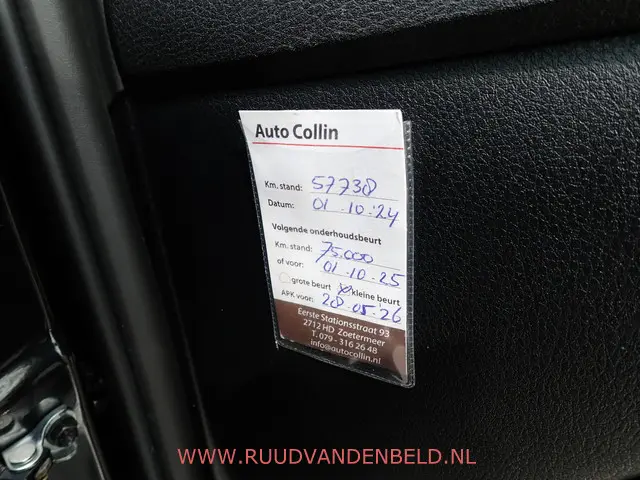 Auto Collin
Km. stand: 57738
Datum: 01-10-'24
Volgende onderhoudsbeurt
Km. stand: 75.000
of voor: 01-10-25
grote beurt kleine beurt
APK voor: 28-05-'26
Eerste Stationsstraat 93
2712 HD Zoetermeer
T. 079 - 316 26 48
info@autocollin.nl
WWW.RUUDVANDENBELD.NL